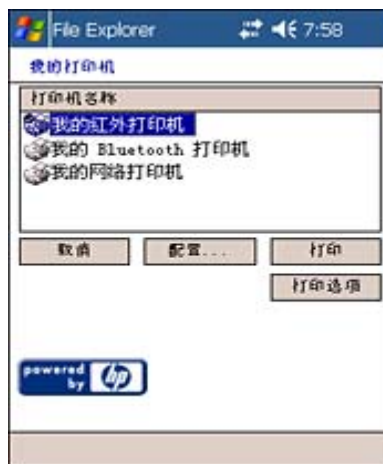 File Explorer 7:58
我的打印机
打印机名称
我的红外打印机
我的 Bluetooth 打印机
我的网络打印机
取消 配置... 打印
打印选项
powered by hp